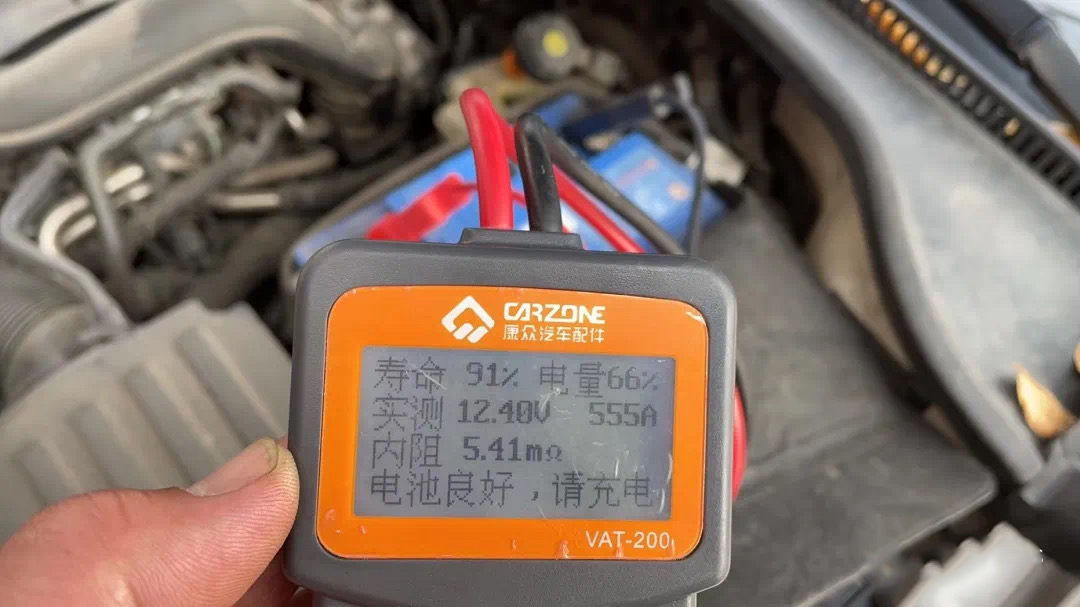 CARZONE
康众汽车配件
寿命 91% 电量66%
实测 12.40V 555A
内阻 5.41mΩ
电池良好，请充电
VAT-200